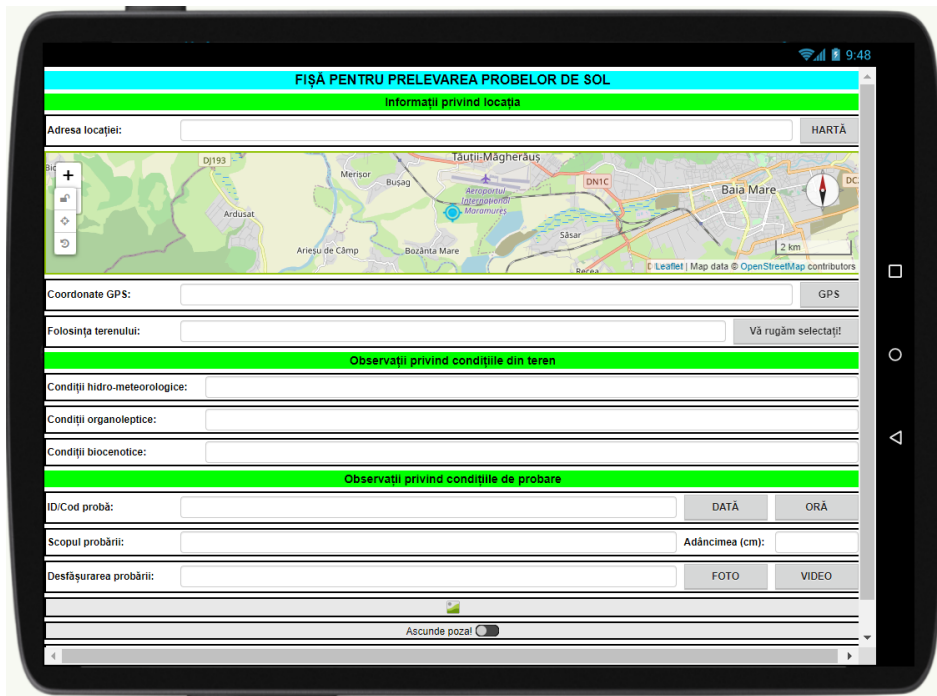 9:48
FIȘĂ PENTRU PRELEVAREA PROBELOR DE SOL
Informații privind locația
Adresa locației:
HARTĂ
Tăuții-Măgherăuș
DJ193
Merișor
Bușag
Aeroportul
Internațional
Maramureș
DN1C
Baia Mare
DC
+
Ardusat
Săsar
Arieșu de Câmp
Bozânta Mare
2 km
Recea
Leaflet | Map data © OpenStreetMap contributors
Coordonate GPS:
GPS
Folosința terenului:
Vă rugăm selectați!
Observații privind condițiile din teren
Condiții hidro-meteorologice:
Condiții organoleptice:
Condiții biocenotice:
Observații privind condițiile de probare
ID/Cod probă:
DATĂ
ORĂ
Scopul probării:
Adâncimea (cm):
Desfășurarea probării:
FOTO
VIDEO
Ascunde poza!